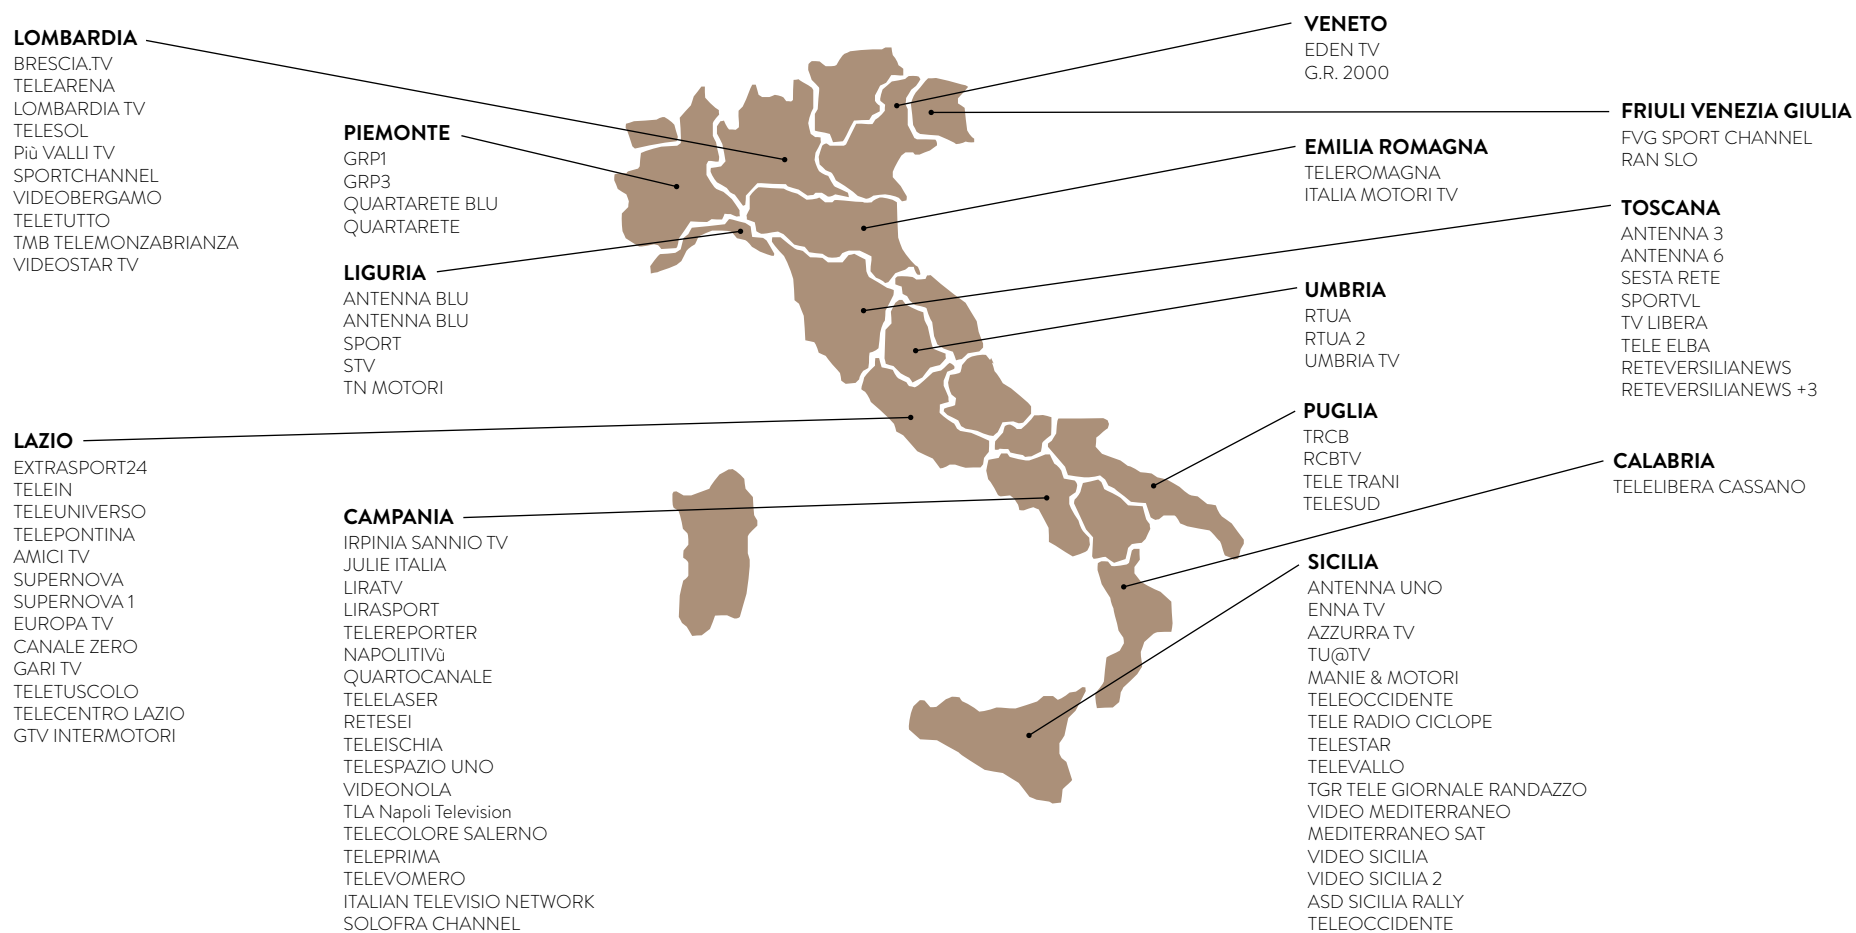 LOMBARDIA
BRESCIA.TV
TELEARENA
LOMBARDIA TV
TELESOL
Più VALLI TV
SPORTCHANNEL
VIDEOBERGAMO
TELETUTTO
TMB TELEMONZABRIANZA
VIDEOSTAR TV
PIEMONTE
GRP1
GRP3
QUARTARETE BLU
QUARTARETE
LIGURIA
ANTENNA BLU
ANTENNA BLU
SPORT
STV
TN MOTORI
LAZIO
EXTRASPORT24
TELEIN
TELEUNIVERSO
TELEPONTINA
AMICI TV
SUPERNOVA
SUPERNOVA 1
EUROPA TV
CANALE ZERO
GARI TV
TELETUSCOLO
TELECENTRO LAZIO
GTV INTERMOTORI
CAMPANIA
IRPINIA SANNIO TV
JULIE ITALIA
LIRATV
LIRASPORT
TELEREPORTER
NAPOLITIVù
QUARTOCANALE
TELELASER
RETESEI
TELEISCHIA
TELESPAZIO UNO
VIDEONOLA
TLA Napoli Television
TELECOLORE SALERNO
TELEPRIMA
TELEVOMERO
ITALIAN TELEVISIO NETWORK
SOLOFRA CHANNEL
VENETO
EDEN TV
G.R. 2000
FRIULI VENEZIA GIULIA
FVG SPORT CHANNEL
RAN SLO
EMILIA ROMAGNA
TELEROMAGNA
ITALIA MOTORI TV
TOSCANA
ANTENNA 3
ANTENNA 6
SESTA RETE
SPORTVL
TV LIBERA
TELE ELBA
RETEVERSILIANEWS
RETEVERSILIANEWS +3
UMBRIA
RTUA
RTUA 2
UMBRIA TV
PUGLIA
TRCB
RCBTV
TELE TRANI
TELESUD
CALABRIA
TELELIBERA CASSANO
SICILIA
ANTENNA UNO
ENNA TV
AZZURRA TV
TU@TV
MANIE & MOTORI
TELEOCCIDENTE
TELE RADIO CICLOPE
TELESTAR
TELEVALLO
TGR TELE GIORNALE RANDAZZO
VIDEO MEDITERRANEO
MEDITERRANEO SAT
VIDEO SICILIA
VIDEO SICILIA 2
ASD SICILIA RALLY
TELEOCCIDENTE